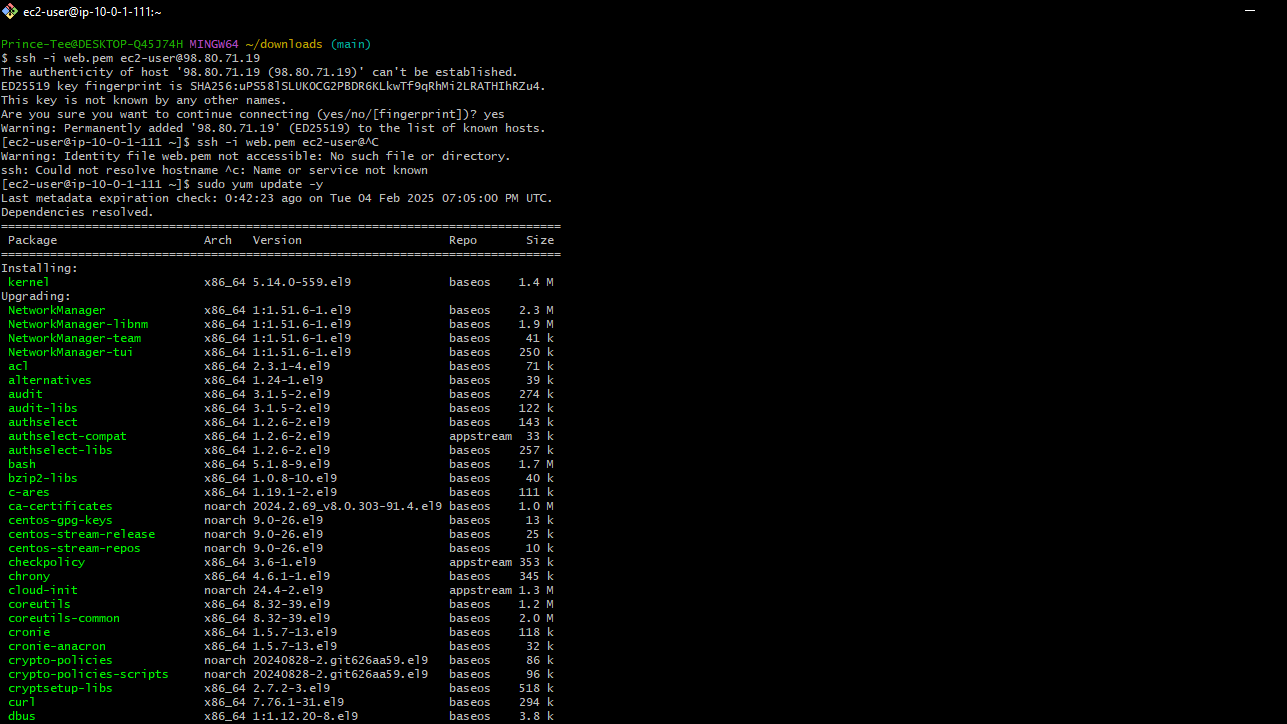 ec2-user@ip-10-0-1-111:~
Prince-Tee@DESKTOP-Q45J74H MINGW64 ~/downloads (main)
$ ssh -i web.pem ec2-user@98.80.71.19
The authenticity of host '98.80.71.19 (98.80.71.19)' can't be established.
ED25519 key fingerprint is SHA256:uPS58lSLUKOCG2PBDR6KLkwTf9qRhMi2LRATHIhRZu4.
This key is not known by any other names.
Are you sure you want to continue connecting (yes/no/[fingerprint])? yes
Warning: Permanently added '98.80.71.19' (ED25519) to the list of known hosts.
[ec2-user@ip-10-0-1-111 ~]$ ssh -i web.pem ec2-user@^C
Warning: Identity file web.pem not accessible: No such file or directory.
ssh: Could not resolve hostname ^c: Name or service not known
[ec2-user@ip-10-0-1-111 ~]$ sudo yum update -y
Last metadata expiration check: 0:42:23 ago on Tue 04 Feb 2025 07:05:00 PM UTC.
Dependencies resolved.
================================================================================
Package Arch Version Repo Size
================================================================================
Installing:
kernel x86_64 5.14.0-559.el9 baseos 1.4 M
Upgrading:
NetworkManager x86_64 1:1.51.6-1.el9 baseos 2.3 M
NetworkManager-libnm x86_64 1:1.51.6-1.el9 baseos 1.9 M
NetworkManager-team x86_64 1:1.51.6-1.el9 baseos 41 k
NetworkManager-tui x86_64 1:1.51.6-1.el9 baseos 250 k
acl x86_64 2.3.1-4.el9 baseos 71 k
alternatives x86_64 1.24-1.el9 baseos 39 k
audit x86_64 3.1.5-2.el9 baseos 274 k
audit-libs x86_64 3.1.5-2.el9 baseos 122 k
authselect x86_64 1.2.6-2.el9 baseos 143 k
authselect-compat x86_64 1.2.6-2.el9 appstream 33 k
authselect-libs x86_64 1.2.6-2.el9 baseos 257 k
bash x86_64 5.1.8-9.el9 baseos 1.7 M
bzip2-libs x86_64 1.0.8-10.el9 baseos 40 k
c-ares x86_64 1.19.1-2.el9 baseos 111 k
ca-certificates noarch 2024.2.69_v8.0.303-91.4.el9 baseos 1.0 M
centos-gpg-keys noarch 9.0-26.el9 baseos 13 k
centos-stream-release noarch 9.0-26.el9 baseos 25 k
centos-stream-repos noarch 9.0-26.el9 baseos 10 k
checkpolicy x86_64 3.6-1.el9 appstream 353 k
chrony x86_64 4.6.1-1.el9 baseos 345 k
cloud-init noarch 24.4-2.el9 appstream 1.3 M
coreutils x86_64 8.32-39.el9 baseos 1.2 M
coreutils-common x86_64 8.32-39.el9 baseos 2.0 M
cronie x86_64 1.5.7-13.el9 baseos 118 k
cronie-anacron x86_64 1.5.7-13.el9 baseos 32 k
crypto-policies noarch 20240828-2.git626aa59.el9 baseos 86 k
crypto-policies-scripts noarch 20240828-2.git626aa59.el9 baseos 96 k
cryptsetup-libs x86_64 2.7.2-3.el9 baseos 518 k
curl x86_64 7.76.1-31.el9 baseos 294 k
dbus x86_64 1:1.12.20-8.el9 baseos 3.8 k